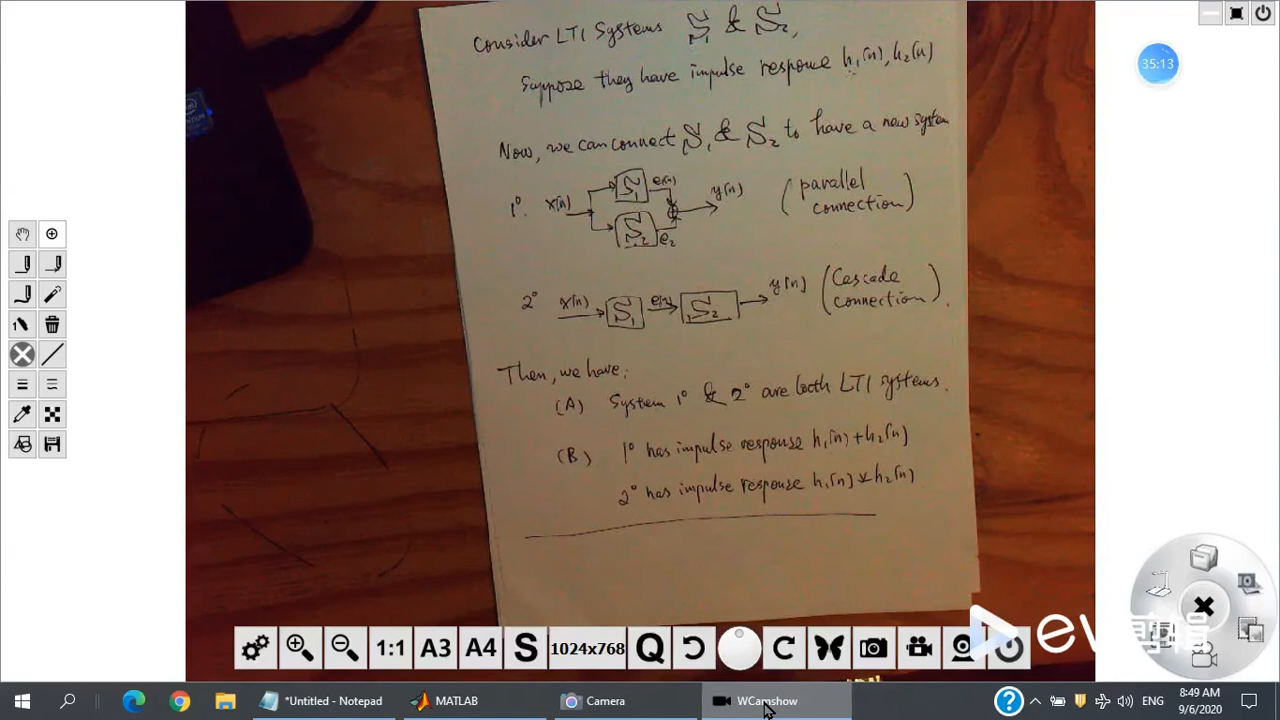 Consider LTI Systems S1 & S2,
Suppose they have impulse response h1[n], h2[n]
Now, we can connect S1 & S2 to have a new system
1°. x[n] S1 e[n] y[n] (parallel connection)
S2 e2
2° x[n] S1 e[n] S2 y[n] (Cascade connection).
Then, we have:
(A) System 1° & 2° are both LTI systems.
(B) 1° has impulse response h1[n]+h2[n]
2° has impulse response h1[n] * h2[n]
35:13
1:1 A3 A4 S 1024x768 Q
*Untitled - Notepad MATLAB Camera WCamshow
ENG
8:49 AM
9/6/2020